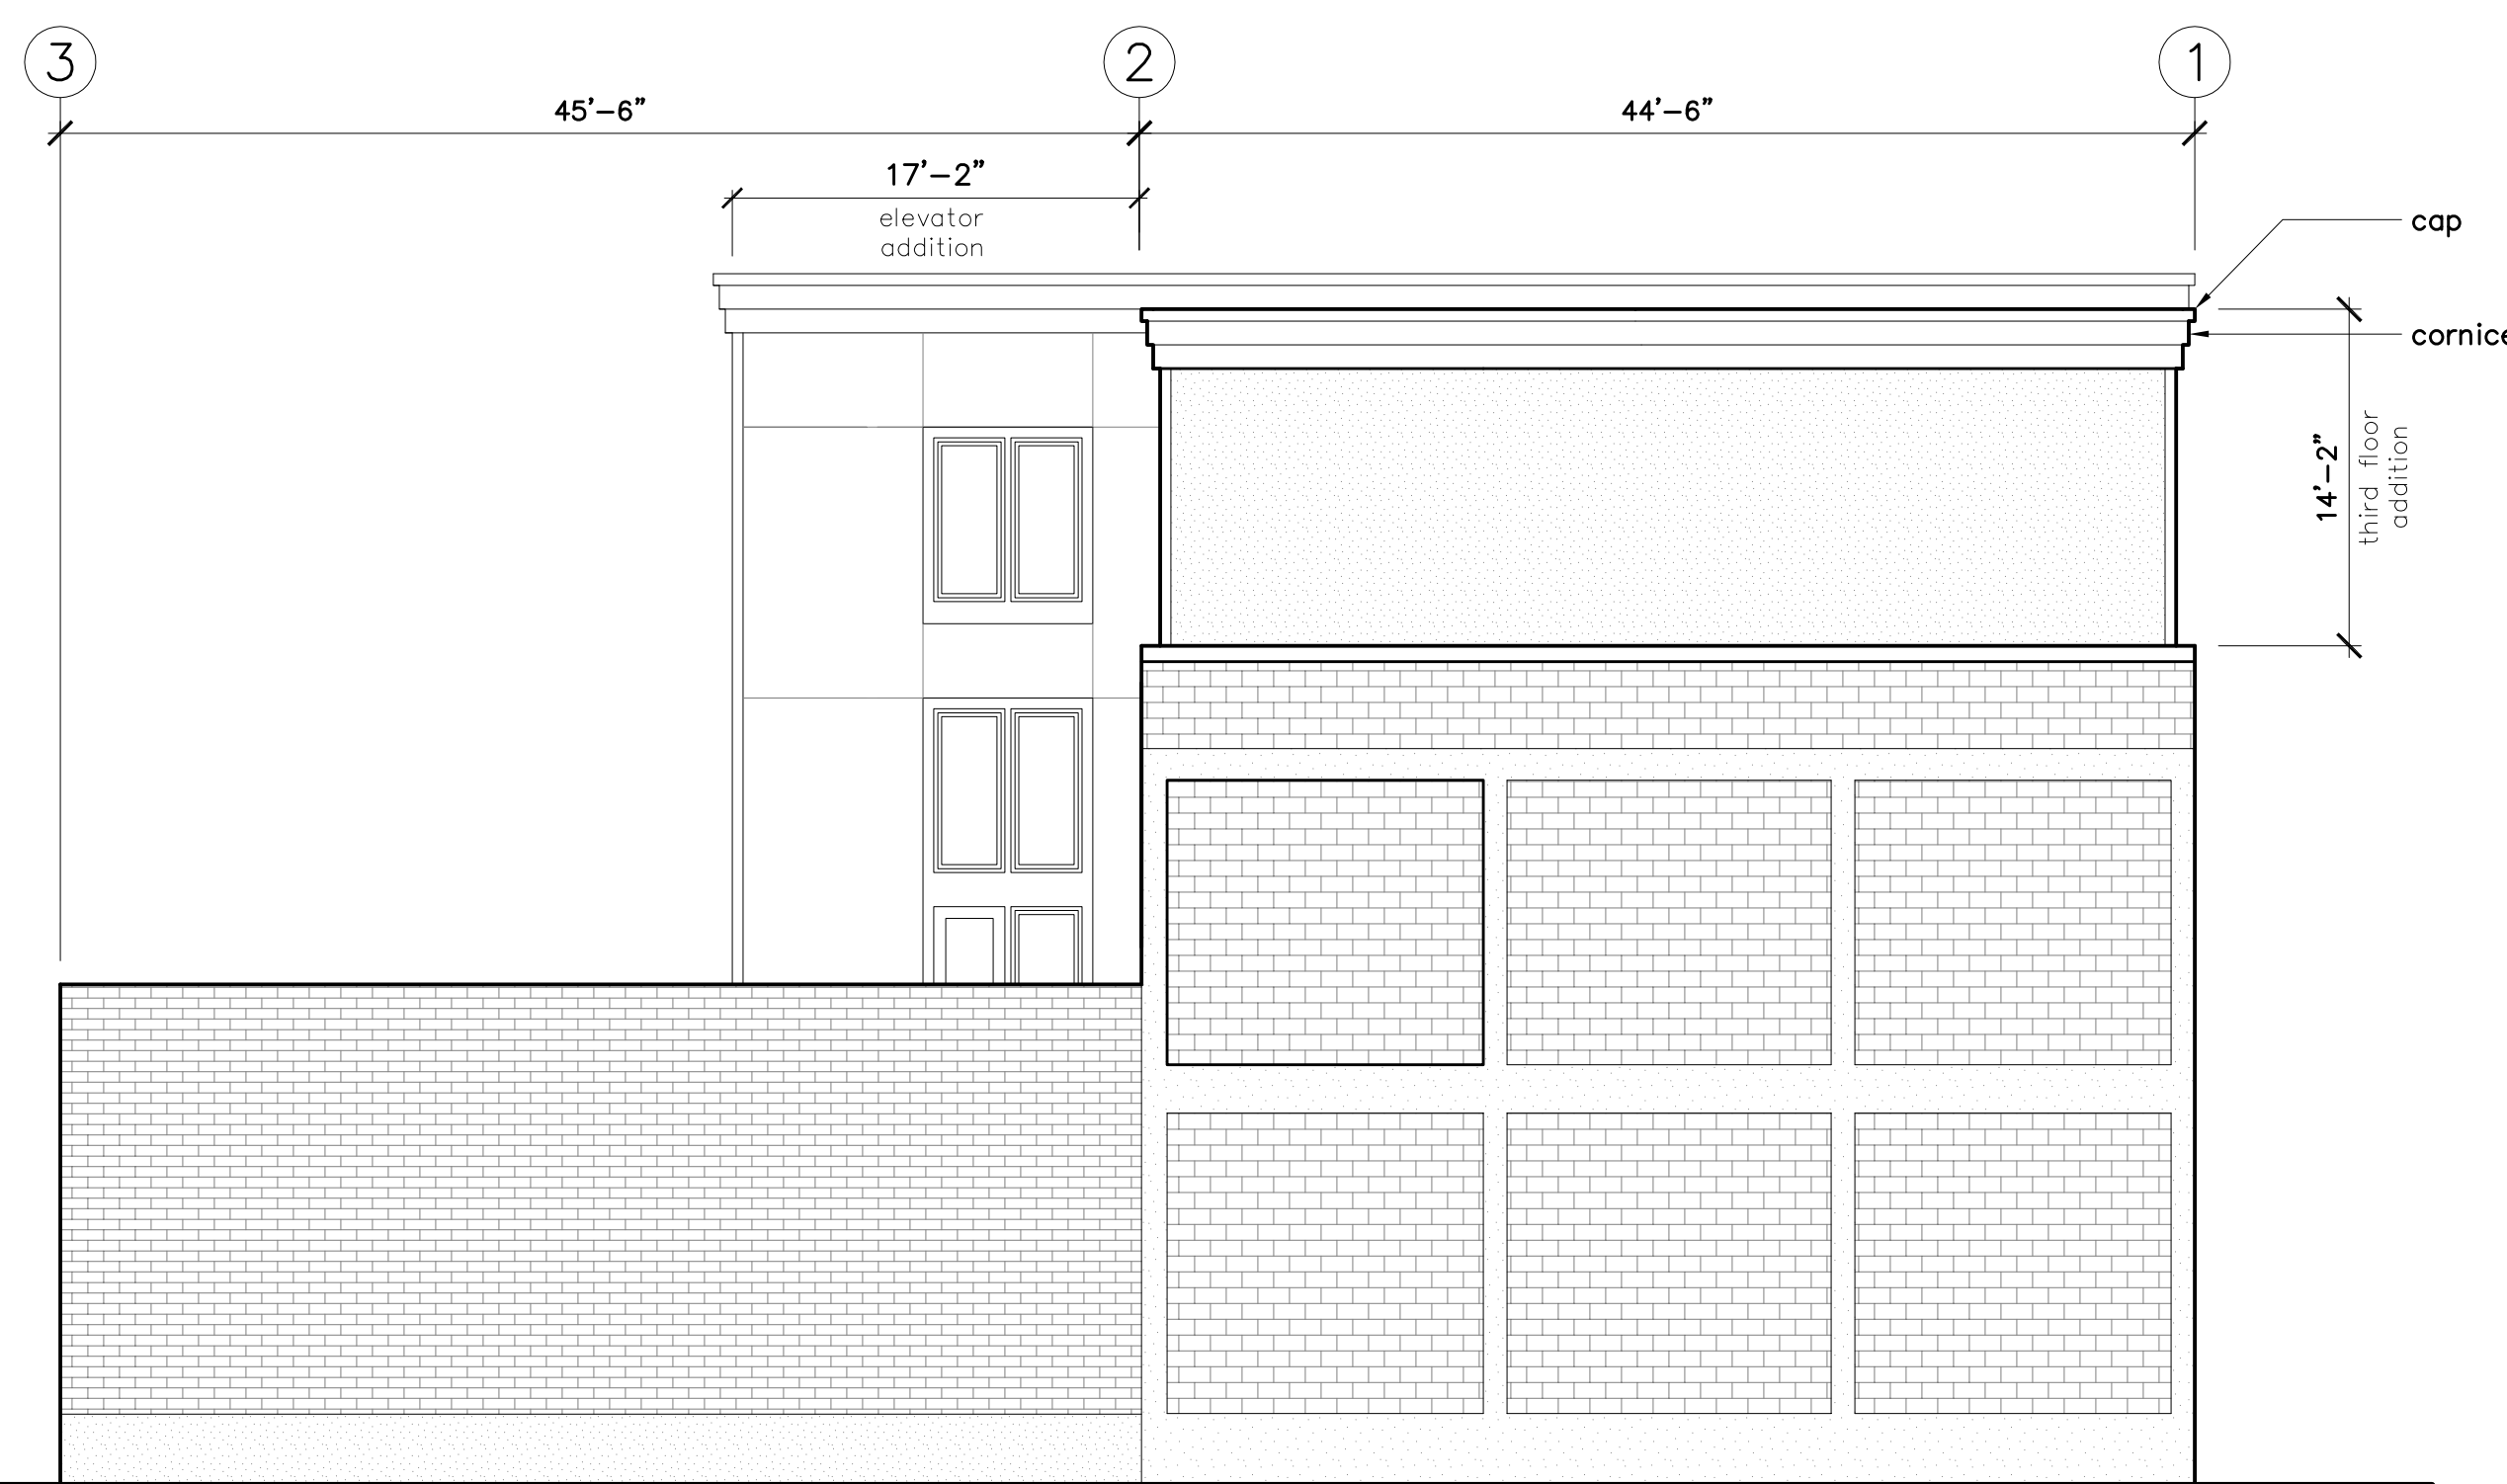 3
2
1
45'-6"
44'-6"
17'-2"
elevator
addition
cap
cornice
14'-2"
third floor
addition